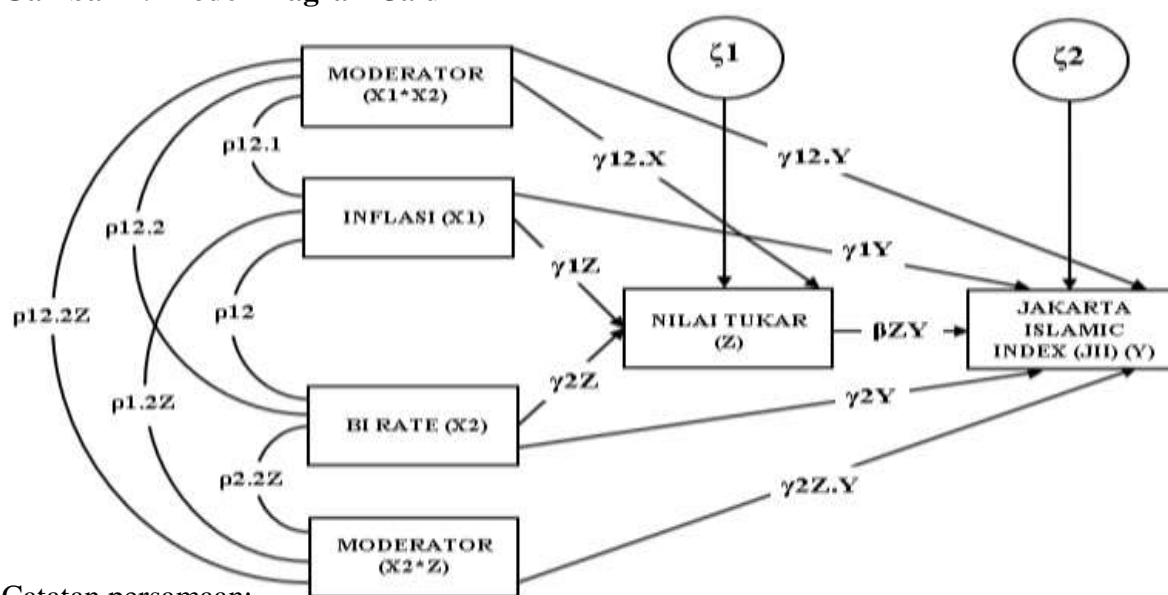 ζ1
ζ2
MODERATOR
(X1*X2)
ρ12.1
γ12.X
γ12.Y
INFLASI (X1)
ρ12.2
γ1Y
γ1Z
ρ12.2Z
ρ12
NILAI TUKAR
(Z)
βZY
JAKARTA
ISLAMIC
INDEX (JII) (Y)
γ2Z
ρ1.2Z
γ2Y
BI RATE (X2)
ρ2.2Z
γ2Z.Y
MODERATOR
(X2*Z)
Catatan persamaan: